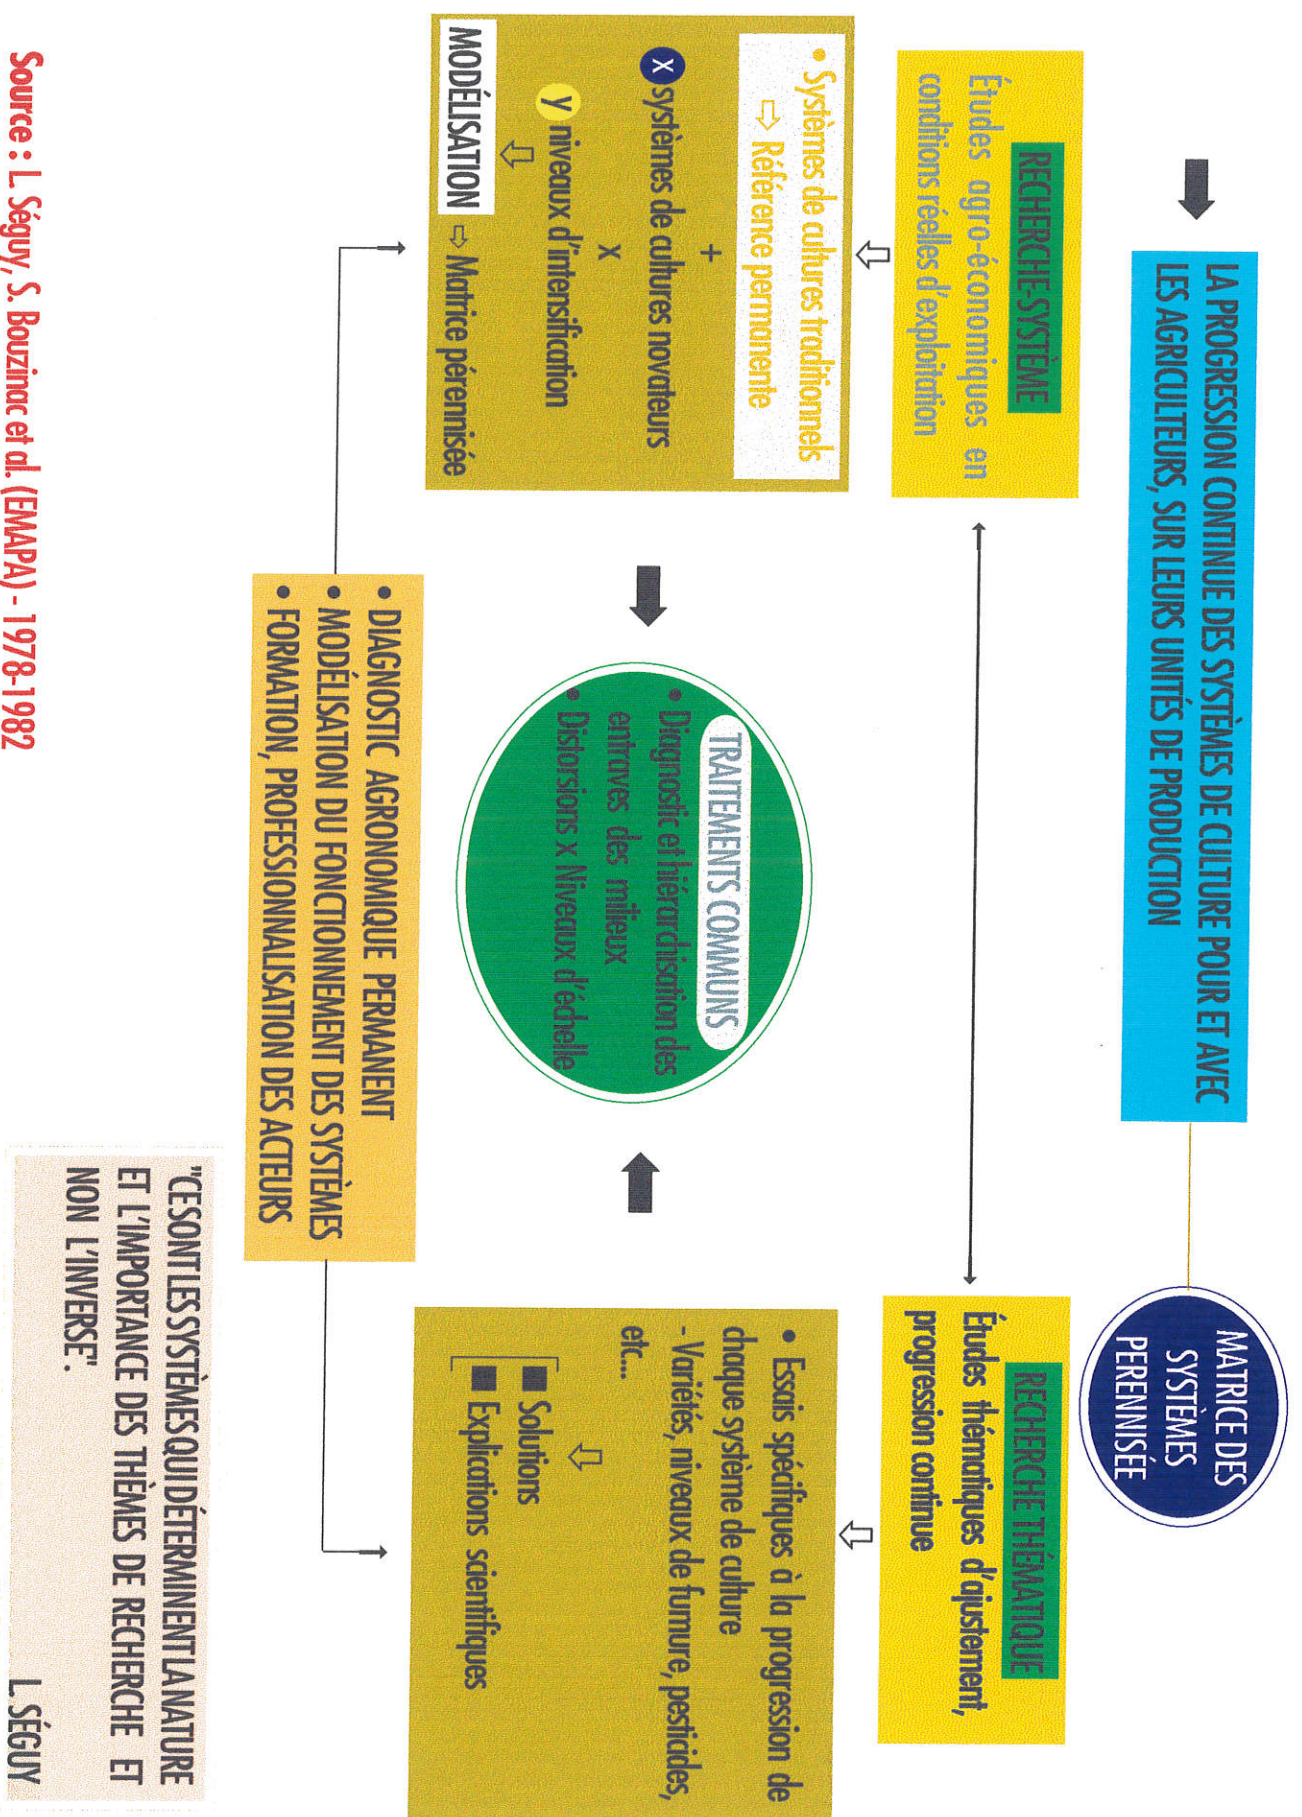 LA PROGRESSION CONTINUE DES SYSTÈMES DE CULTURE POUR ET AVEC
LES AGRICULTEURS, SUR LEURS UNITÉS DE PRODUCTION
MATRICE DES
SYSTÈMES
PERENNISÉE
RECHERCHE-SYSTÈME
Études agro-économiques en
conditions réelles d'exploitation
RECHERCHE THÉMATIQUE
Études thématiques d'ajustement,
progression continue
• Systèmes de cultures traditionnels
⇨ Référence permanente
+
X systèmes de cultures novateurs
X
y niveaux d'intensification
MODÉLISATION ⇨ Matrice pérennisée
TRAITEMENTS COMMUNS
• Diagnostic et hiérarchisation des
entraves des milieux
• Distorsions x Niveaux d'échelle
• Essais spécifiques à la progression de
chaque système de culture
- Variétés, niveaux de fumure, pesticides,
etc...
■ Solutions
■ Explications scientifiques
• DIAGNOSTIC AGRONOMIQUE PERMANENT
• MODÉLISATION DU FONCTIONNEMENT DES SYSTÈMES
• FORMATION, PROFESSIONNALISATION DES ACTEURS
"CE SONT LES SYSTÈMES QUI DÉTERMINENT LA NATURE
ET L'IMPORTANCE DES THÈMES DE RECHERCHE ET
NON L'INVERSE".
L. SÉGUY
Source : L. Séguy, S. Bouzinac et al. (EMAPA) - 1978-1982